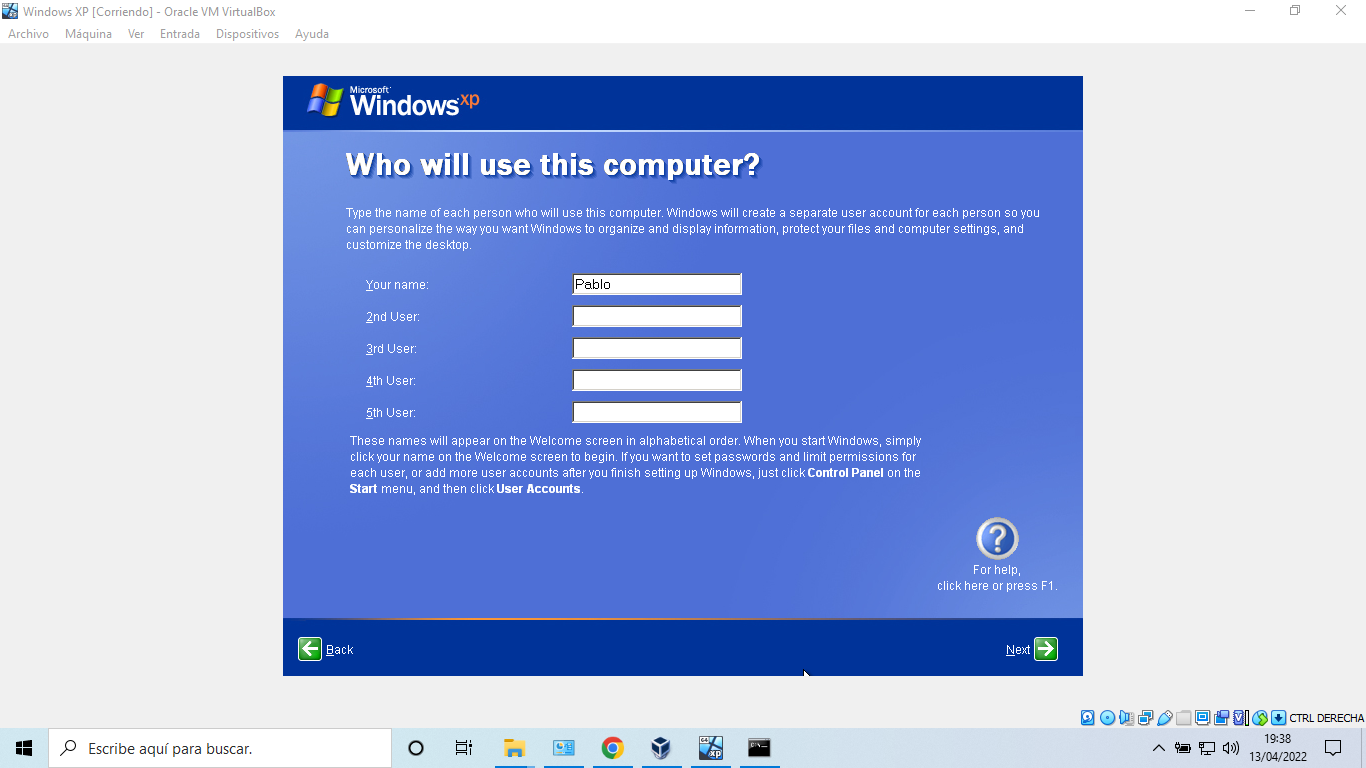 Windows XP [Corriendo] - Oracle VM VirtualBox
Archivo Máquina Ver Entrada Dispositivos Ayuda
Microsoft
Windows xp
Who will use this computer?
Type the name of each person who will use this computer. Windows will create a separate user account for each person so you
can personalize the way you want Windows to organize and display information, protect your files and computer settings, and
customize the desktop.
Your name: Pablo
2nd User:
3rd User:
4th User:
5th User:
These names will appear on the Welcome screen in alphabetical order. When you start Windows, simply
click your name on the Welcome screen to begin. If you want to set passwords and limit permissions for
each user, or add more user accounts after you finish setting up Windows, just click Control Panel on the
Start menu, and then click User Accounts.
For help,
click here or press F1.
Back
Next
CTRL DERECHA
Escribe aquí para buscar.
19:38
13/04/2022